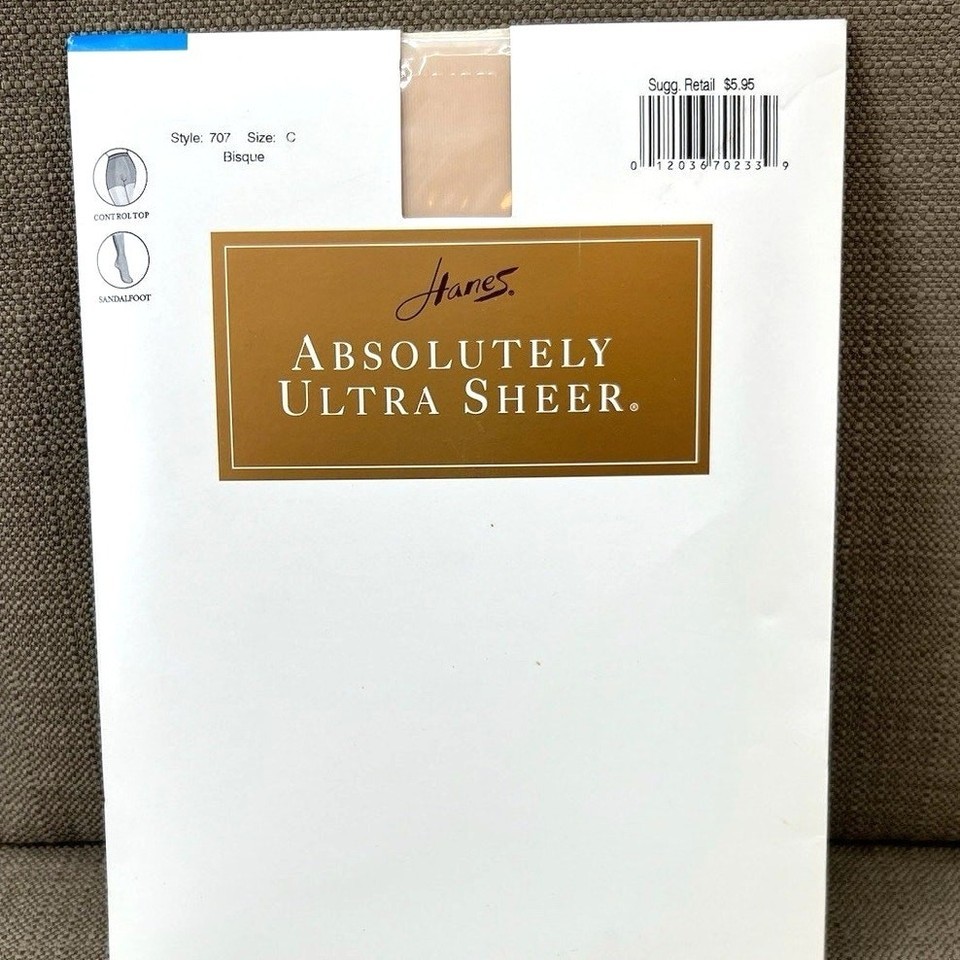 Sugg. Retail $5.95
0 12036 70233 9
Style: 707 Size: C
Bisque
CONTROL TOP
SANDALFOOT
Hanes®
ABSOLUTELY
ULTRA SHEER®